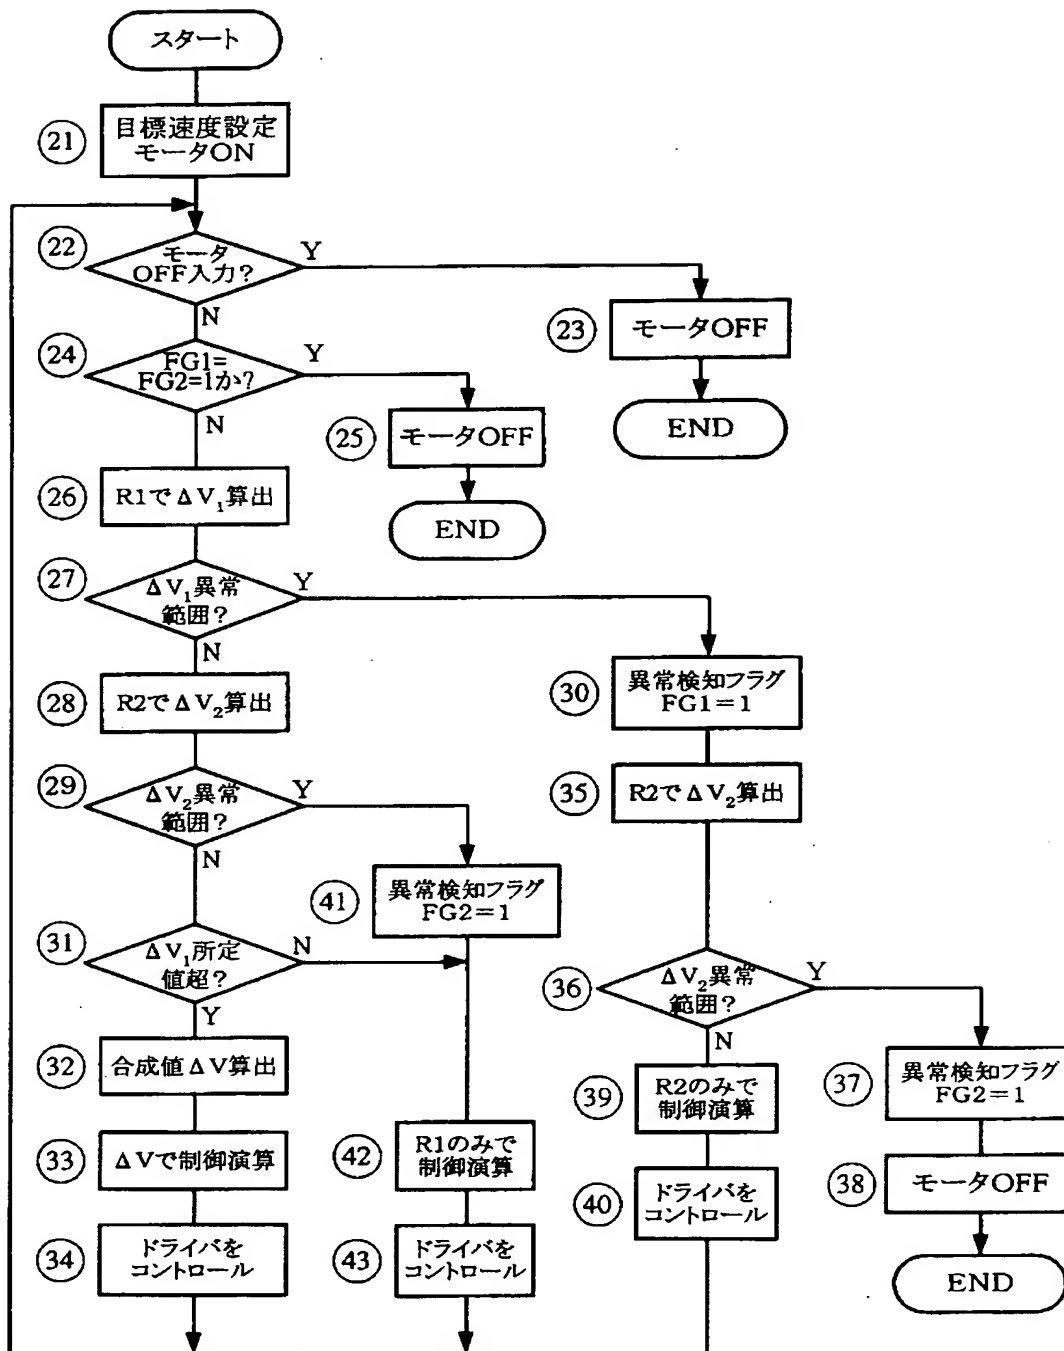 スタート
21
目標速度設定
モータON
22
モータ
OFF入力?
Y
N
23
モータOFF
END
24
FG1=
FG2=1か?
Y
N
25
モータOFF
END
26
R1でΔV₁算出
27
ΔV₁異常
範囲?
Y
N
28
R2でΔV₂算出
29
ΔV₂異常
範囲?
Y
N
30
異常検知フラグ
FG1=1
35
R2でΔV₂算出
41
異常検知フラグ
FG2=1
31
ΔV₁所定
値超?
N
Y
36
ΔV₂異常
範囲?
Y
N
32
合成値ΔV算出
33
ΔVで制御演算
34
ドライバを
コントロール
42
R1のみで
制御演算
43
ドライバを
コントロール
39
R2のみで
制御演算
40
ドライバを
コントロール
37
異常検知フラグ
FG2=1
38
モータOFF
END